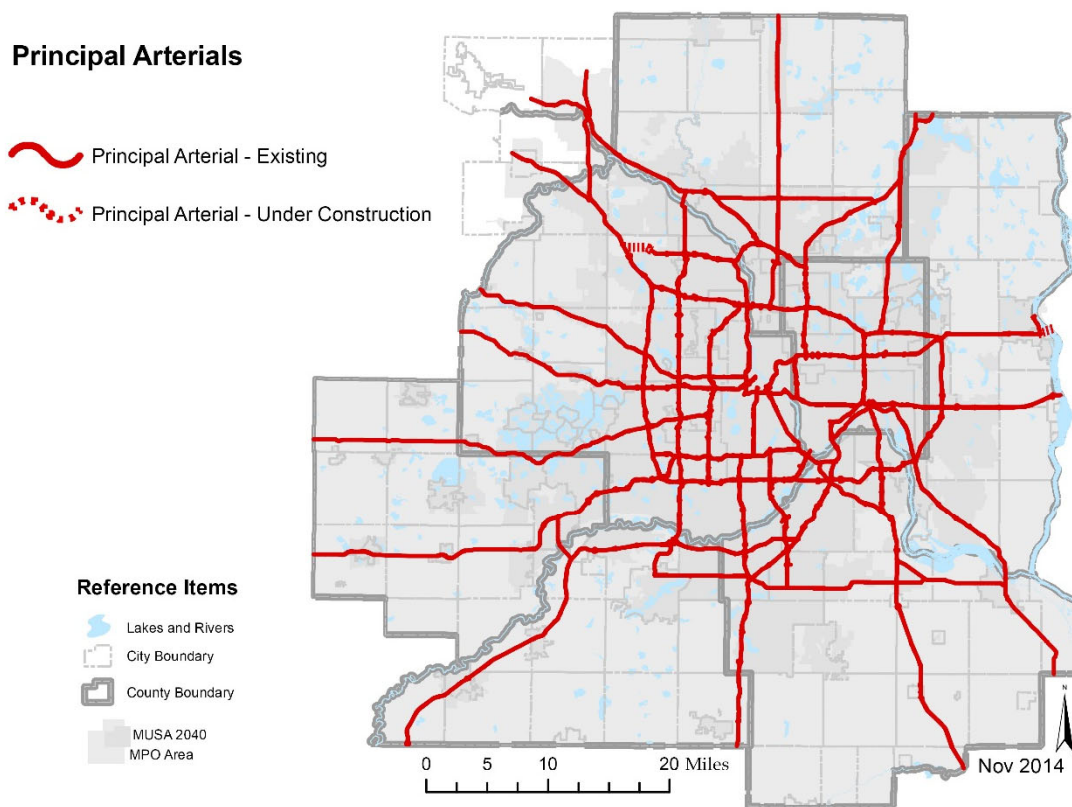 Principal Arterials
Principal Arterial - Existing
Principal Arterial - Under Construction
Reference Items
Lakes and Rivers
City Boundary
County Boundary
MUSA 2040
MPO Area
0 5 10 20 Miles
N
Nov 2014